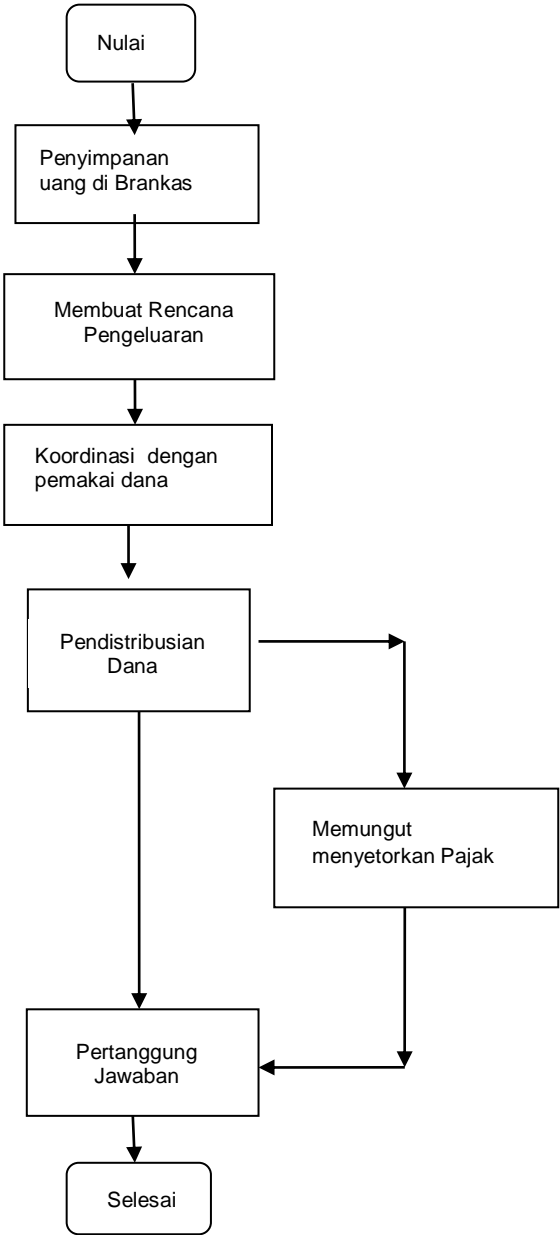 Nulai
Penyimpanan
uang di Brankas
Membuat Rencana
Pengeluaran
Koordinasi dengan
pemakai dana
Pendistribusian
Dana
Memungut
menyetorkan Pajak
Pertanggung
Jawaban
Selesai